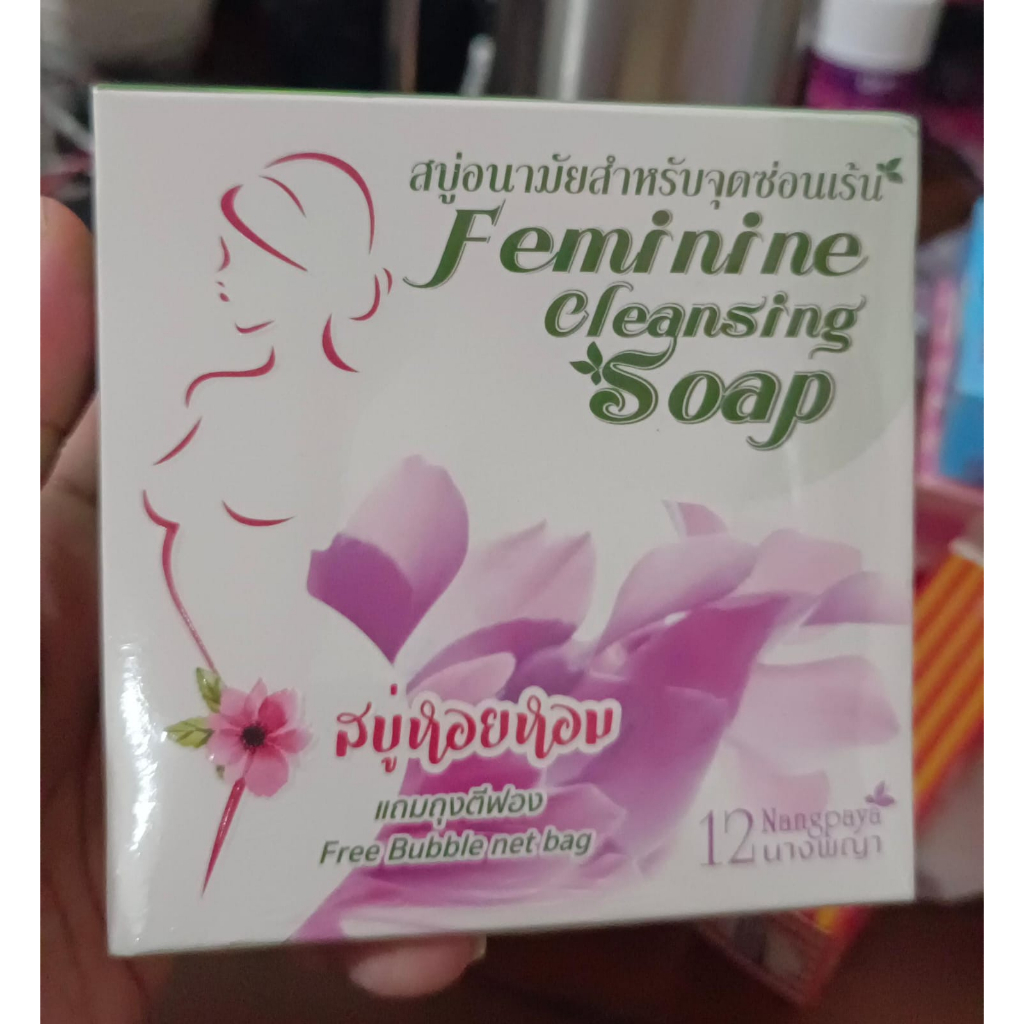 สบู่อนามัยสำหรับจุดซ่อนเร้น
Feminine
Cleansing
Soap
สบู่หอยหอม
แถมถุงตีฟอง
Free Bubble net bag
12 Nangpaya
นางพญา